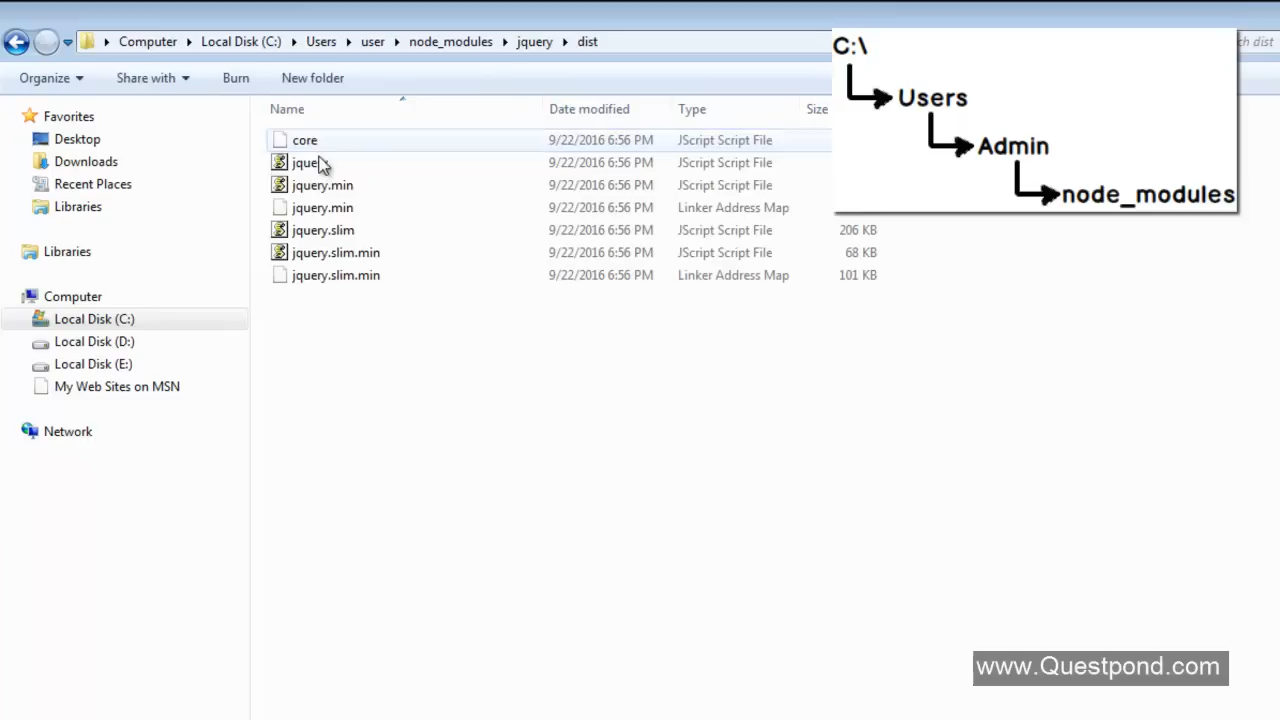 Computer Local Disk (C:) Users user node_modules jquery dist
ch dist
Organize Share with Burn New folder
Favorites
Desktop
Downloads
Recent Places
Libraries
Libraries
Computer
Local Disk (C:)
Local Disk (D:)
Local Disk (E:)
My Web Sites on MSN
Network
Name Date modified Type Size
core 9/22/2016 6:56 PM JScript Script File
jque 9/22/2016 6:56 PM JScript Script File
jquery.min 9/22/2016 6:56 PM JScript Script File
jquery.min 9/22/2016 6:56 PM Linker Address Map
jquery.slim 9/22/2016 6:56 PM JScript Script File 206 KB
jquery.slim.min 9/22/2016 6:56 PM JScript Script File 68 KB
jquery.slim.min 9/22/2016 6:56 PM Linker Address Map 101 KB
C:\
Users
Admin
node_modules
www.Questpond.com